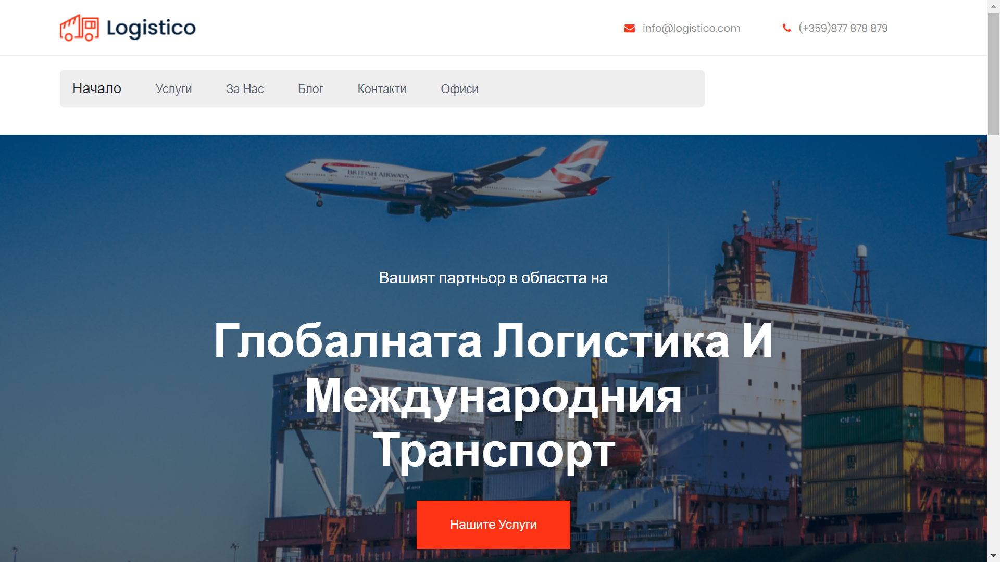 Logistico
info@logistico.com
(+359)877 878 879
Начало
Услуги
За Нас
Блог
Контакти
Офиси
BRITISH AIRWAYS
Вашият партньор в областта на
Глобалната Логистика И
Международния
Транспорт
Нашите Услуги